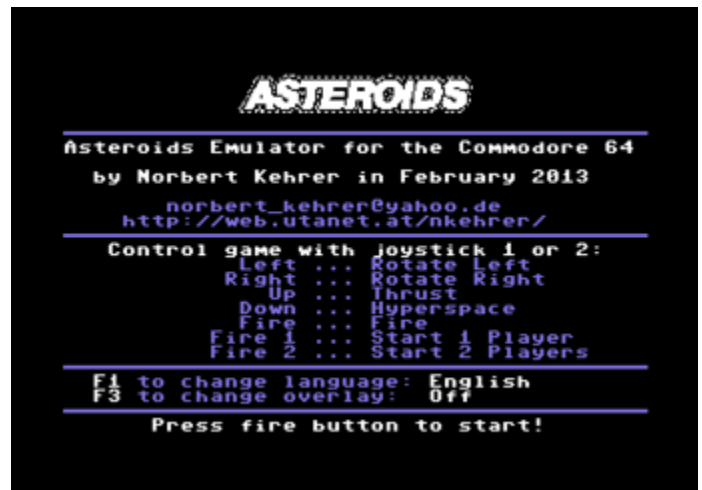 ASTEROIDS
Asteroids Emulator for the Commodore 64
by Norbert Kehrer in February 2013
norbert_kehrer@yahoo.de
http://web.utanet.at/nkehrer/
Control game with joystick 1 or 2:
Left ... Rotate Left
Right ... Rotate Right
Up ... Thrust
Down ... Hyperspace
Fire ... Fire
Fire 1 ... Start 1 Player
Fire 2 ... Start 2 Players
F1 to change language: English
F3 to change overlay: Off
Press fire button to start!